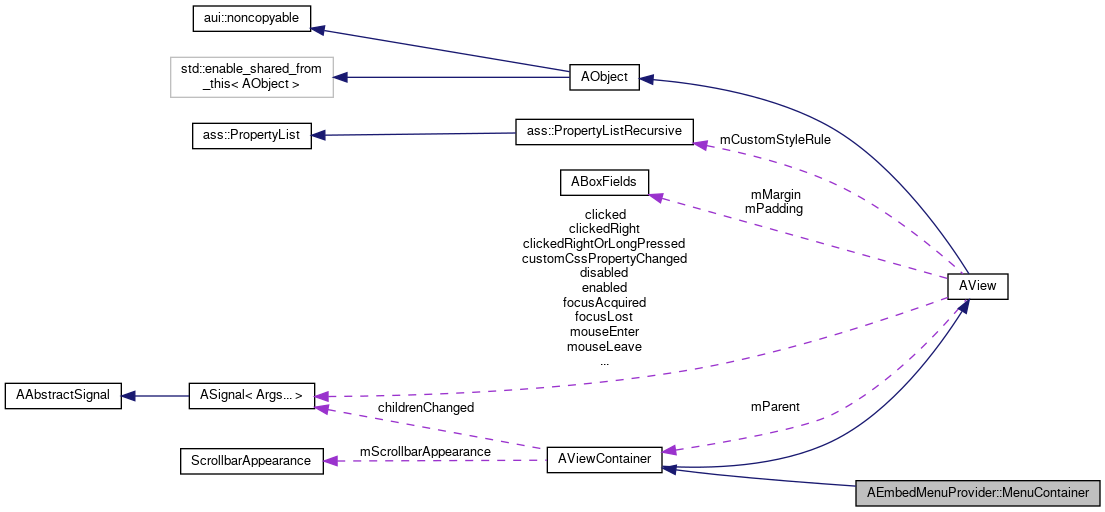 aui::noncopyable
std::enable_shared_from
_this< AObject >
AObject
ass::PropertyList
ass::PropertyListRecursive
mCustomStyleRule
ABoxFields
mMargin
mPadding
clicked
clickedRight
clickedRightOrLongPressed
customCssPropertyChanged
disabled
enabled
focusAcquired
focusLost
mouseEnter
mouseLeave
...
AView
AAbstractSignal
ASignal< Args... >
childrenChanged
mParent
ScrollbarAppearance
mScrollbarAppearance
AViewContainer
AEmbedMenuProvider::MenuContainer